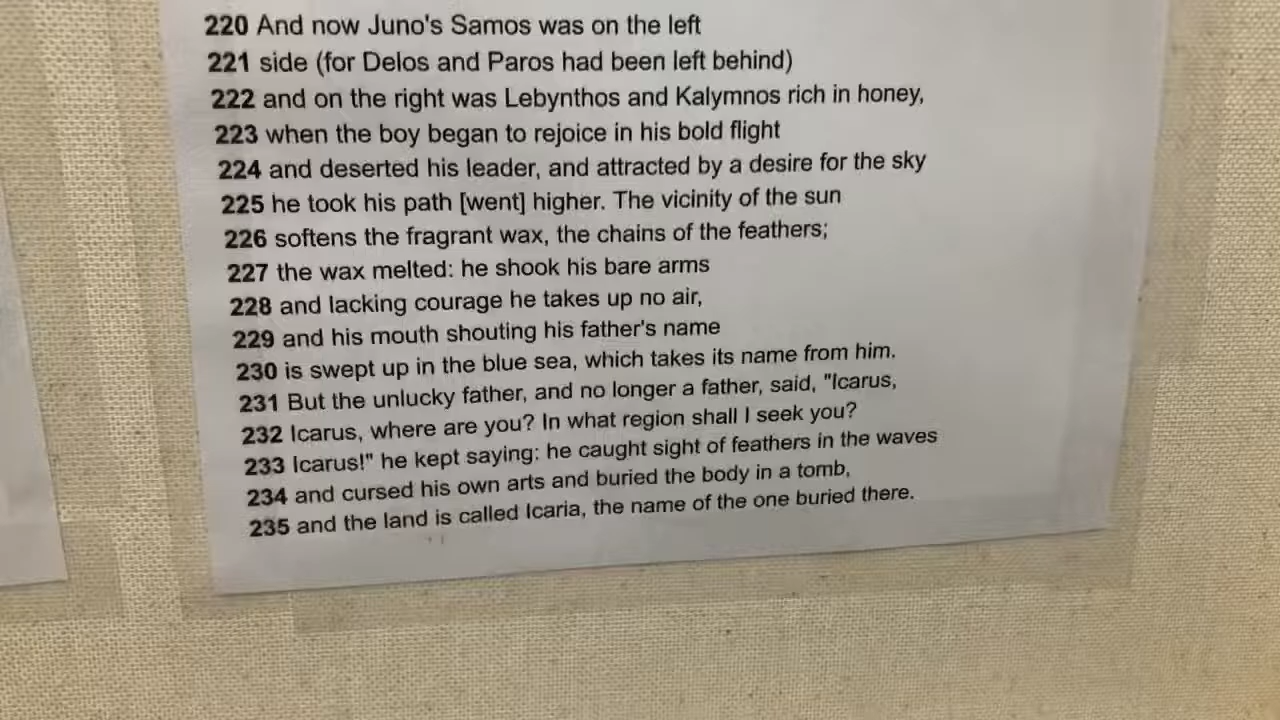 220 And now Juno's Samos was on the left
221 side (for Delos and Paros had been left behind)
222 and on the right was Lebynthos and Kalymnos rich in honey,
223 when the boy began to rejoice in his bold flight
224 and deserted his leader, and attracted by a desire for the sky
225 he took his path [went] higher. The vicinity of the sun
226 softens the fragrant wax, the chains of the feathers;
227 the wax melted: he shook his bare arms
228 and lacking courage he takes up no air,
229 and his mouth shouting his father's name
230 is swept up in the blue sea, which takes its name from him.
231 But the unlucky father, and no longer a father, said, "Icarus,
232 Icarus, where are you? In what region shall I seek you?
233 Icarus!" he kept saying: he caught sight of feathers in the waves
234 and cursed his own arts and buried the body in a tomb,
235 and the land is called Icaria, the name of the one buried there.